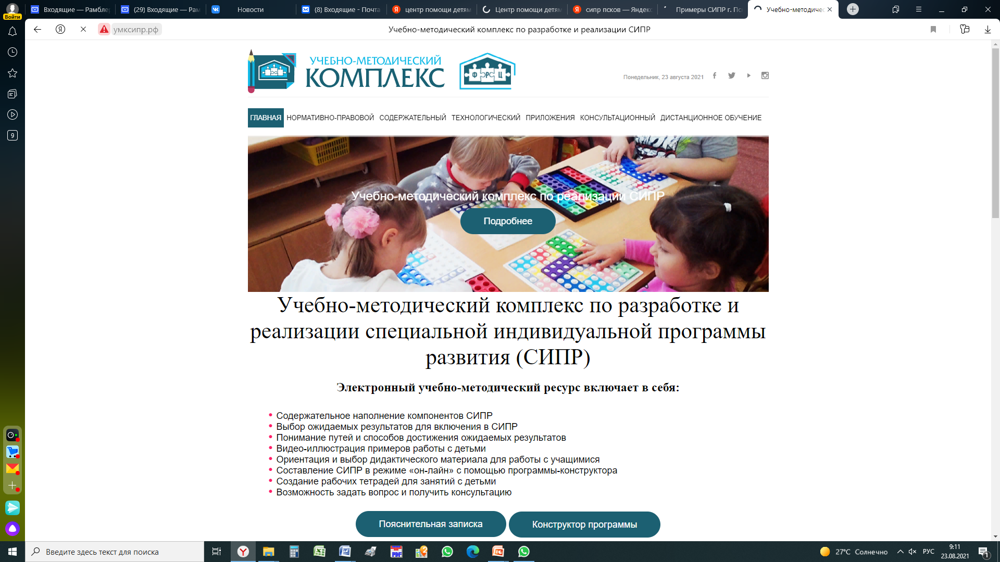 Войти
Входящие — Рамблер
(29) Входящие — Рам
Новости
(8) Входящие - Почта
центр помощи детям
Центр помощи детям
сипр псков — Яндекс
Примеры СИПР г. Пс
Учебно-методичес
умксипр.рф
Учебно-методический комплекс по разработке и реализации СИПР
9
УЧЕБНО-МЕТОДИЧЕСКИЙ
КОМПЛЕКС
Ф РС Ц
Понедельник, 23 августа 2021
ГЛАВНАЯ НОРМАТИВНО-ПРАВОВОЙ СОДЕРЖАТЕЛЬНЫЙ ТЕХНОЛОГИЧЕСКИЙ ПРИЛОЖЕНИЯ КОНСУЛЬТАЦИОННЫЙ ДИСТАНЦИОННОЕ ОБУЧЕНИЕ
Учебно-методический комплекс по реализации СИПР
Подробнее
Учебно-методический комплекс по разработке и
реализации специальной индивидуальной программы
развития (СИПР)
Электронный учебно-методический ресурс включает в себя:
Содержательное наполнение компонентов СИПР
Выбор ожидаемых результатов для включения в СИПР
Понимание путей и способов достижения ожидаемых результатов
Видео-иллюстрация примеров работы с детьми
Ориентация и выбор дидактического материала для работы с учащимися
Составление СИПР в режиме «он-лайн» с помощью программы-конструктора
Создание рабочих тетрадей для занятий с детьми
Возможность задать вопрос и получить консультацию
Пояснительная записка
Конструктор программы
Введите здесь текст для поиска
27°C Солнечно
РУС
9:11
23.08.2021
1